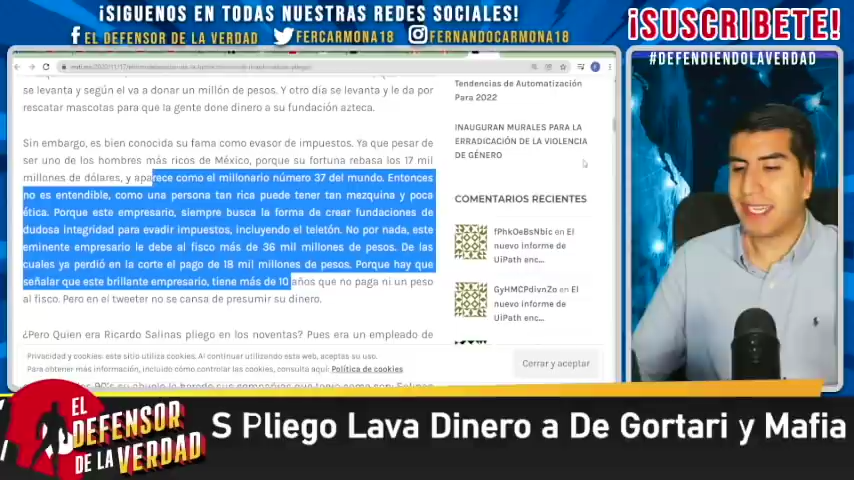 ¡SIGUENOS EN TODAS NUESTRAS REDES SOCIALES!
EL DEFENSOR DE LA VERDAD
FERCARMONA18
FERNANDOCARMONA18
¡SUSCRIBETE!
#DEFENDIENDOLAVERDAD
se levanta y según el va a donar un millón de pesos. Y otro día se levanta y le da por
rescatar mascotas para que la gente done dinero a su fundación azteca.
Sin embargo, es bien conocida su fama como evasor de impuestos. Ya que pesar de
ser uno de los hombres más ricos de México, porque su fortuna rebasa los 17 mil
millones de dólares, y aparece como el millonario número 37 del mundo. Entonces
no es entendible, como una persona tan rica puede tener tan mezquina y poca
ética. Porque este empresario, siempre busca la forma de crear fundaciones de
dudosa integridad para evadir impuestos, incluyendo el teletón. No por nada, este
eminente empresario le debe al fisco más de 36 mil millones de pesos. De las
cuales ya perdió en la corte el pago de 18 mil millones de pesos. Porque hay que
señalar que este brillante empresario, tiene más de 10 años que no paga ni un peso
al fisco. Pero en el tweeter no se cansa de presumir su dinero.
¿Pero Quien era Ricardo Salinas pliego en los noventas? Pues era un empleado de
Tendencias de Automatización
Para 2022
INAUGURAN MURALES PARA LA
ERRADICACIÓN DE LA VIOLENCIA
DE GÉNERO
COMENTARIOS RECIENTES
fPhkOeBsNbIc en El
nuevo informe de
UiPath enc...
GyHMCPdivnZo en El
nuevo informe de
UiPath enc...
Privacidad y cookies: este sitio utiliza cookies. Al continuar utilizando esta web, aceptas su uso.
Para obtener más información, incluido cómo controlar las cookies, consulta aquí: Política de cookies
Cerrar y aceptar
EL
DEFENSOR
DE LA VERDAD
S Pliego Lava Dinero a De Gortari y Mafia